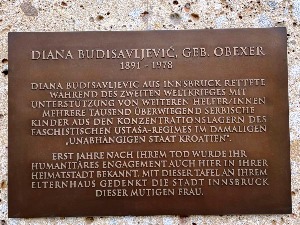 DIANA BUDISAVLJEVIĆ, GEB. OBEXER
1891 - 1978
DIANA BUDISAVLJEVIĆ AUS INNSBRUCK RETTETE
WÄHREND DES ZWEITEN WELTKRIEGES MIT
UNTERSTÜTZUNG VON WEITEREN HELFER/INNEN
MEHRERE TAUSEND ÜBERWIEGEND SERBISCHE
KINDER AUS DEN KONZENTRATIONSLAGERN DES
FASCHISTISCHEN USTAŠA-REGIMES IM DAMALIGEN
„UNABHÄNGIGEN STAAT KROATIEN".
ERST JAHRE NACH IHREM TOD WURDE IHR
HUMANITÄRES ENGAGEMENT AUCH HIER IN IHRER
HEIMATSTADT BEKANNT. MIT DIESER TAFEL AN IHREM
ELTERNHAUS GEDENKT DIE STADT INNSBRUCK
DIESER MUTIGEN FRAU.